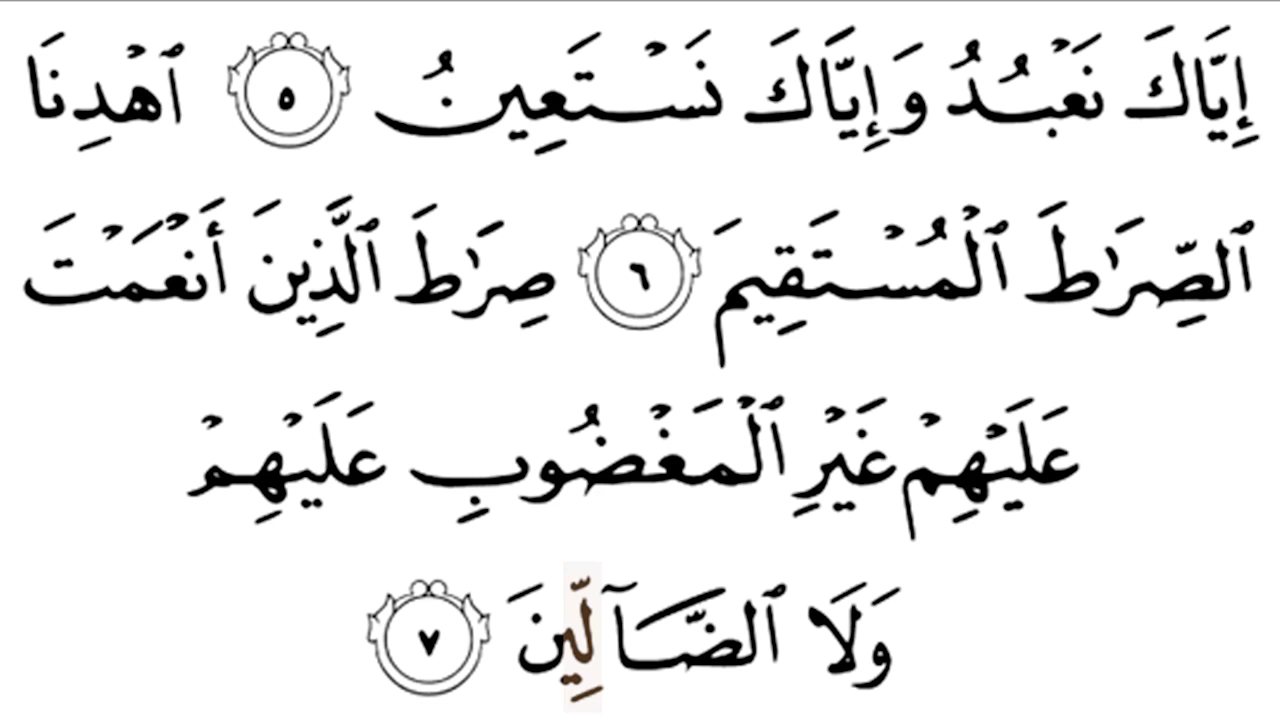 إِيَّاكَ نَعْبُدُ وَإِيَّاكَ نَسْتَعِينُ ٥ ٱهْدِنَا
ٱلصِّرَٰطَ ٱلْمُسْتَقِيمَ ٦ صِرَٰطَ ٱلَّذِينَ أَنْعَمْتَ
عَلَيْهِمْ غَيْرِ ٱلْمَغْضُوبِ عَلَيْهِمْ
وَلَا ٱلضَّآلِّينَ ٧